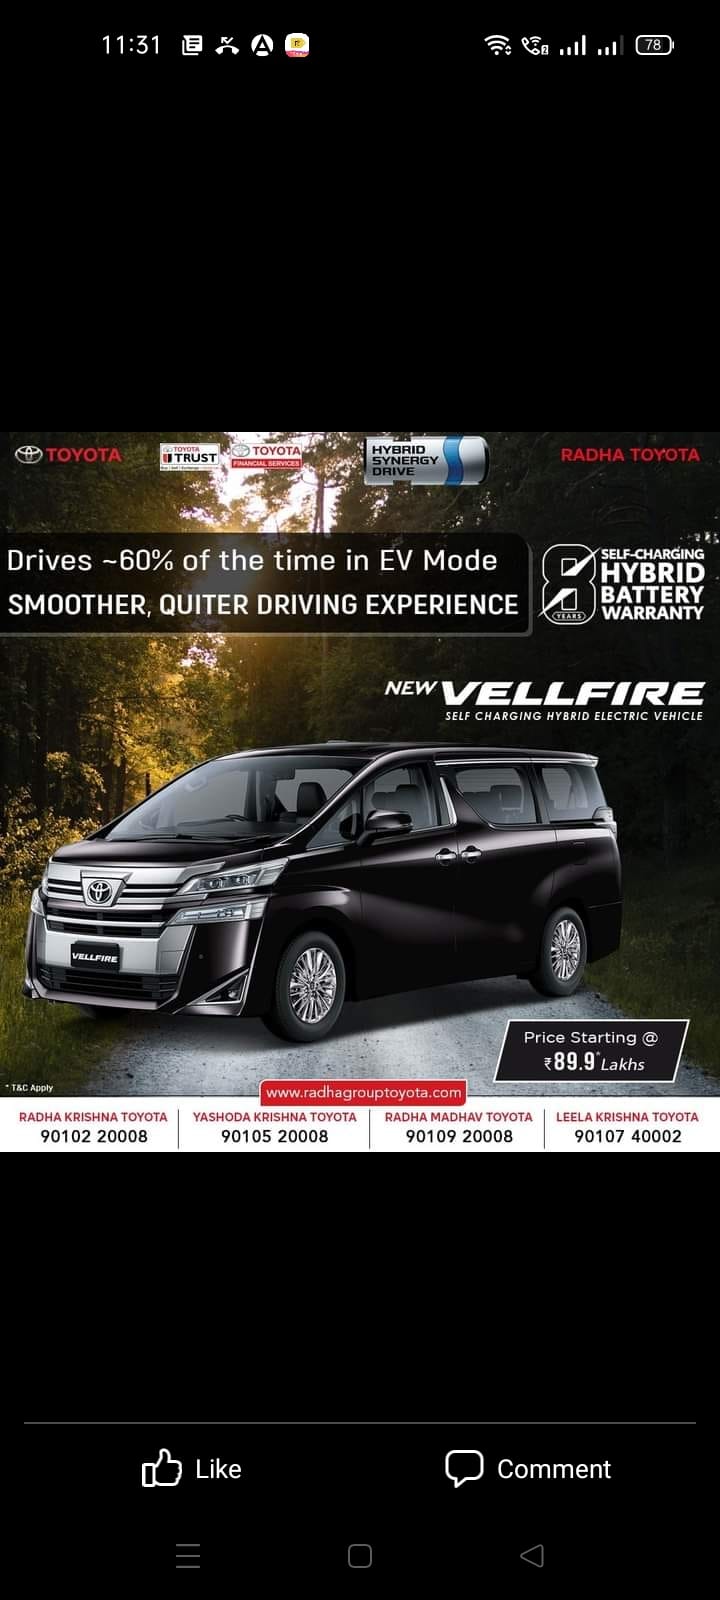 11:31
78
TOYOTA
TOYOTA
U TRUST
TOYOTA
FINANCIAL SERVICES
HYBRID
SYNERGY
DRIVE
RADHA TOYOTA
Drives ~60% of the time in EV Mode
SMOOTHER, QUITER DRIVING EXPERIENCE
8
YEARS
SELF-CHARGING
HYBRID
BATTERY
WARRANTY
NEW VELLFIRE
SELF CHARGING HYBRID ELECTRIC VEHICLE
VELLFIRE
Price Starting @
₹89.9* Lakhs
* T&C Apply
www.radhagrouptoyota.com
RADHA KRISHNA TOYOTA
90102 20008
YASHODA KRISHNA TOYOTA
90105 20008
RADHA MADHAV TOYOTA
90109 20008
LEELA KRISHNA TOYOTA
90107 40002
Like
Comment